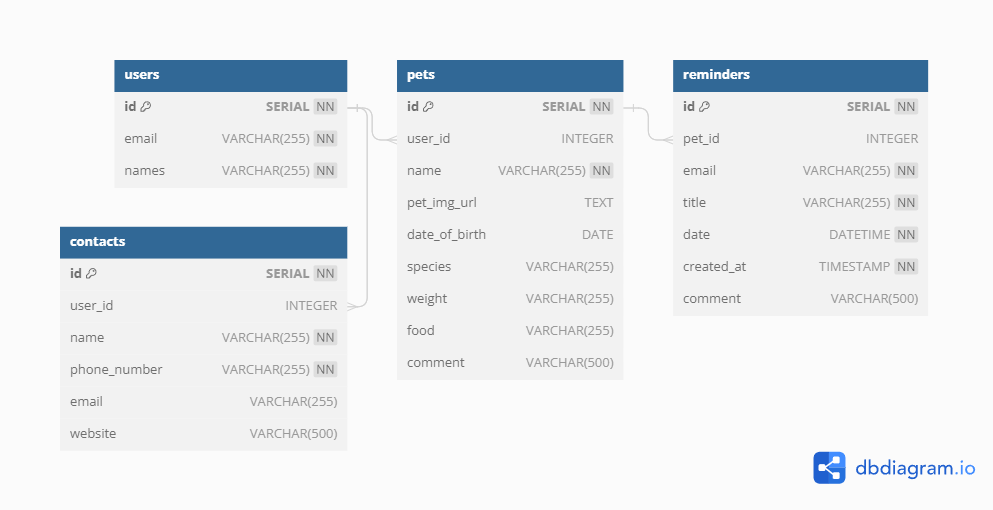 users
id SERIAL NN
email VARCHAR(255) NN
names VARCHAR(255) NN
contacts
id SERIAL NN
user_id INTEGER
name VARCHAR(255) NN
phone_number VARCHAR(255) NN
email VARCHAR(255)
website VARCHAR(500)
pets
id SERIAL NN
user_id INTEGER
name VARCHAR(255) NN
pet_img_url TEXT
date_of_birth DATE
species VARCHAR(255)
weight VARCHAR(255)
food VARCHAR(255)
comment VARCHAR(500)
reminders
id SERIAL NN
pet_id INTEGER
email VARCHAR(255) NN
title VARCHAR(255) NN
date DATETIME NN
created_at TIMESTAMP NN
comment VARCHAR(500)
dbdiagram.io